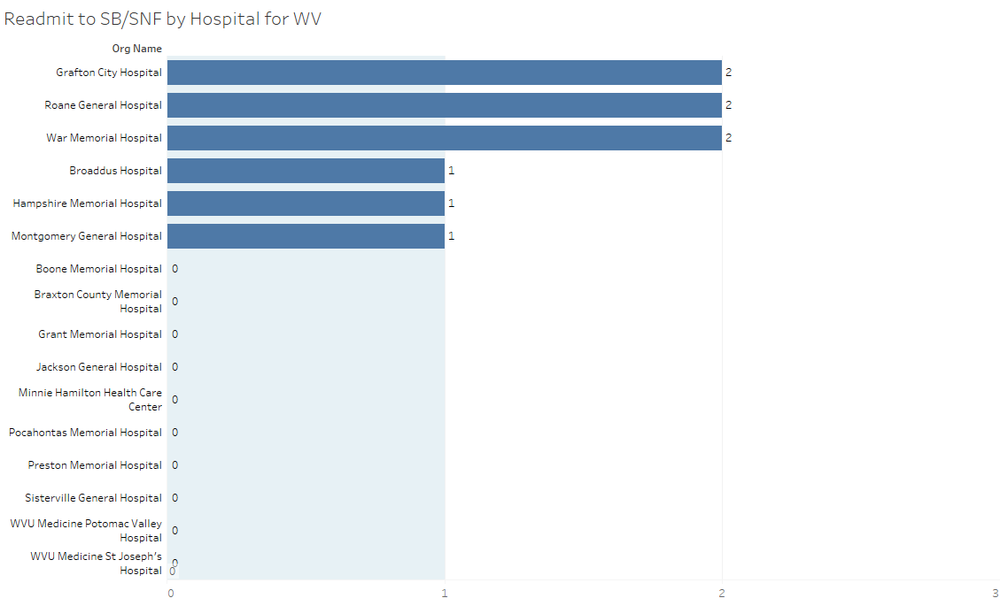 Readmit to SB/SNF by Hospital for WV
Org Name
Grafton City Hospital 2
Roane General Hospital 2
War Memorial Hospital 2
Broaddus Hospital 1
Hampshire Memorial Hospital 1
Montgomery General Hospital 1
Boone Memorial Hospital 0
Braxton County Memorial
Hospital 0
Grant Memorial Hospital 0
Jackson General Hospital 0
Minnie Hamilton Health Care
Center 0
Pocahontas Memorial Hospital 0
Preston Memorial Hospital 0
Sisterville General Hospital 0
WVU Medicine Potomac Valley
Hospital 0
WVU Medicine St Joseph's
Hospital 0
0
0 1 2 3